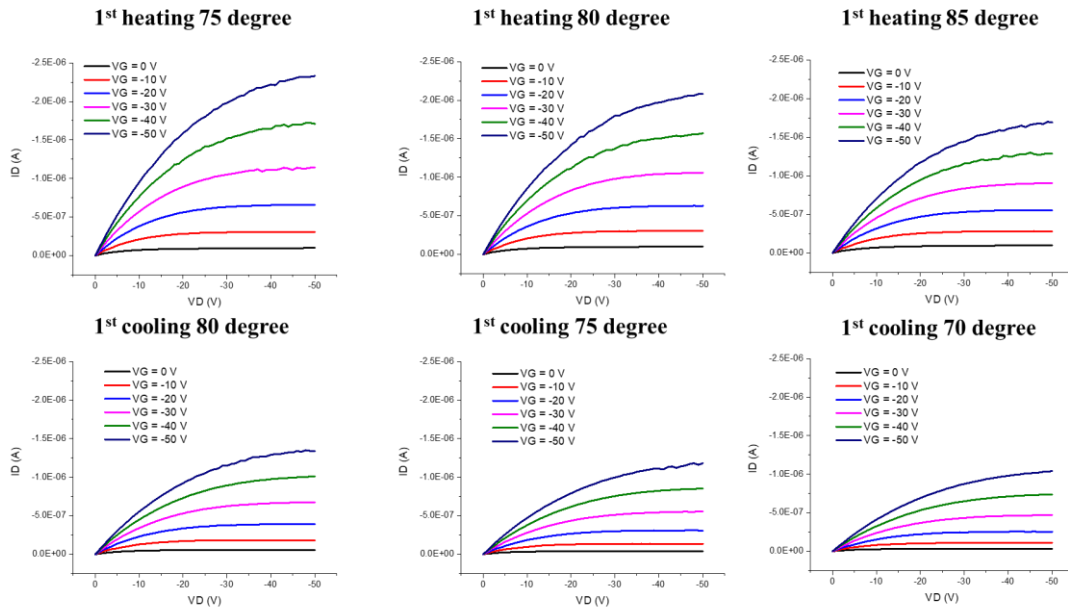 1st heating 75 degree
1st heating 80 degree
1st heating 85 degree
-2.5E-06
-2.0E-06
-1.5E-06
-1.0E-06
-5.0E-07
0.0E+00
ID (A)
VG = 0 V
VG = -10 V
VG = -20 V
VG = -30 V
VG = -40 V
VG = -50 V
0 -10 -20 -30 -40 -50
VD (V)
-2.5E-06
-2.0E-06
-1.5E-06
-1.0E-06
-5.0E-07
0.0E+00
ID (A)
VG = 0 V
VG = -10 V
VG = -20 V
VG = -30 V
VG = -40 V
VG = -50 V
0 -10 -20 -30 -40 -50
VD (V)
-2.5E-06
-2.0E-06
-1.5E-06
-1.0E-06
-5.0E-07
0.0E+00
ID (A)
VG = 0 V
VG = -10 V
VG = -20 V
VG = -30 V
VG = -40 V
VG = -50 V
0 -10 -20 -30 -40 -50
VD (V)
1st cooling 80 degree
1st cooling 75 degree
1st cooling 70 degree
-2.5E-06
-2.0E-06
-1.5E-06
-1.0E-06
-5.0E-07
0.0E+00
ID (A)
VG = 0 V
VG = -10 V
VG = -20 V
VG = -30 V
VG = -40 V
VG = -50 V
0 -10 -20 -30 -40 -50
VD (V)
-2.5E-06
-2.0E-06
-1.5E-06
-1.0E-06
-5.0E-07
0.0E+00
ID (A)
VG = 0 V
VG = -10 V
VG = -20 V
VG = -30 V
VG = -40 V
VG = -50 V
0 -10 -20 -30 -40 -50
VD (V)
-2.5E-06
-2.0E-06
-1.5E-06
-1.0E-06
-5.0E-07
0.0E+00
ID (A)
VG = 0 V
VG = -10 V
VG = -20 V
VG = -30 V
VG = -40 V
VG = -50 V
0 -10 -20 -30 -40 -50
VD (V)